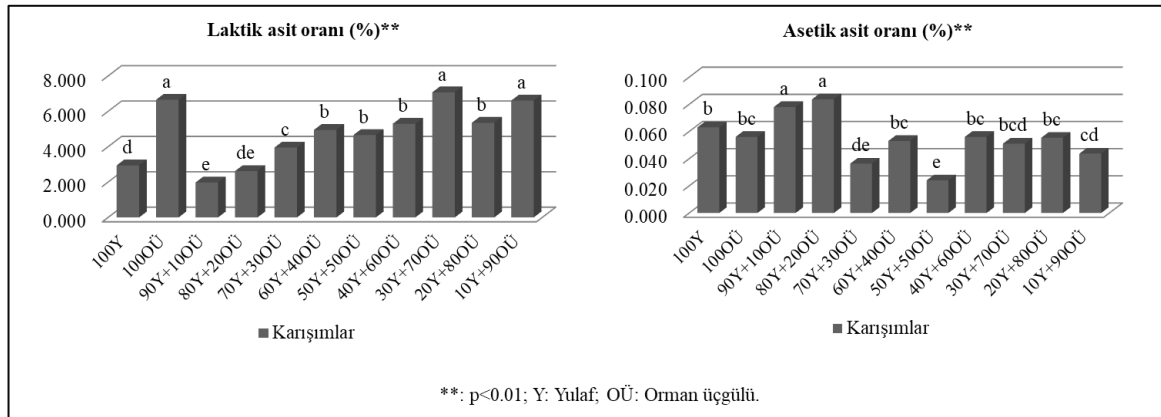 Laktik asit oranı (%)**
8.000
6.000
4.000
2.000
0.000
d
a
e
de
c
b
b
b
a
b
a
100Y
100OÜ
90Y+10OÜ
80Y+20OÜ
70Y+30OÜ
60Y+40OÜ
50Y+50OÜ
40Y+60OÜ
30Y+70OÜ
20Y+80OÜ
10Y+90OÜ
Karışımlar
Asetik asit oranı (%)**
0.100
0.080
0.060
0.040
0.020
0.000
b
bc
a
a
de
bc
e
bc
bcd
bc
cd
100Y
100OÜ
90Y+10OÜ
80Y+20OÜ
70Y+30OÜ
60Y+40OÜ
50Y+50OÜ
40Y+60OÜ
30Y+70OÜ
20Y+80OÜ
10Y+90OÜ
Karışımlar
**: p<0.01; Y: Yulaf; OÜ: Orman üçgülü.